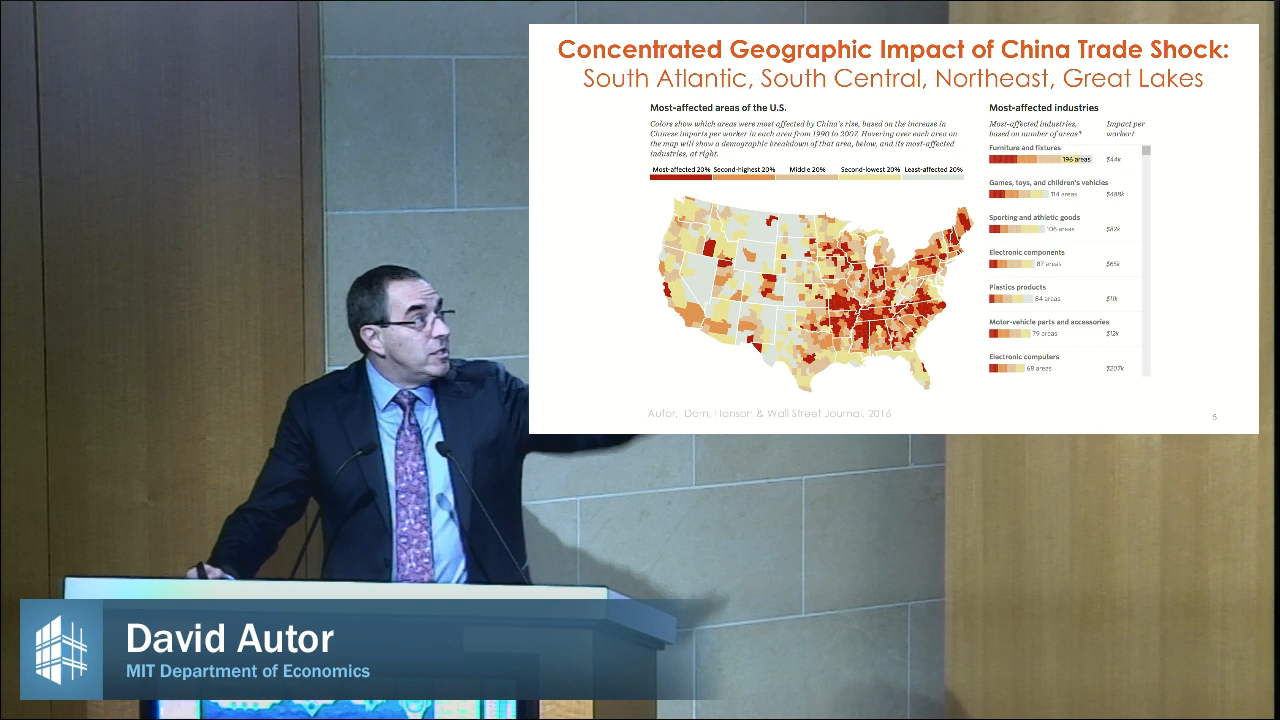 Concentrated Geographic Impact of China Trade Shock:
South Atlantic, South Central, Northeast, Great Lakes
Most-affected areas of the U.S.
Colors show which areas were most affected by China's rise, based on the increase in
Chinese imports per worker in each area from 1990 to 2007. Hovering over each area on
the map will show a demographic breakdown of that area, below, and its most-affected
industries, at right.
Most-affected 20% Second-highest 20% Middle 20% Second-lowest 20% Least-affected 20%
Most-affected industries
Most-affected industries, Impact per
based on number of areas* worker†
Furniture and fixtures
196 areas $44k
Games, toys, and children's vehicles
114 areas $488k
Sporting and athletic goods
106 areas $82k
Electronic components
87 areas $65k
Plastics products
84 areas $11k
Motor-vehicle parts and accessories
79 areas $12k
Electronic computers
68 areas $207k
Autor, Dorn, Hanson & Wall Street Journal, 2016
5
David Autor
MIT Department of Economics